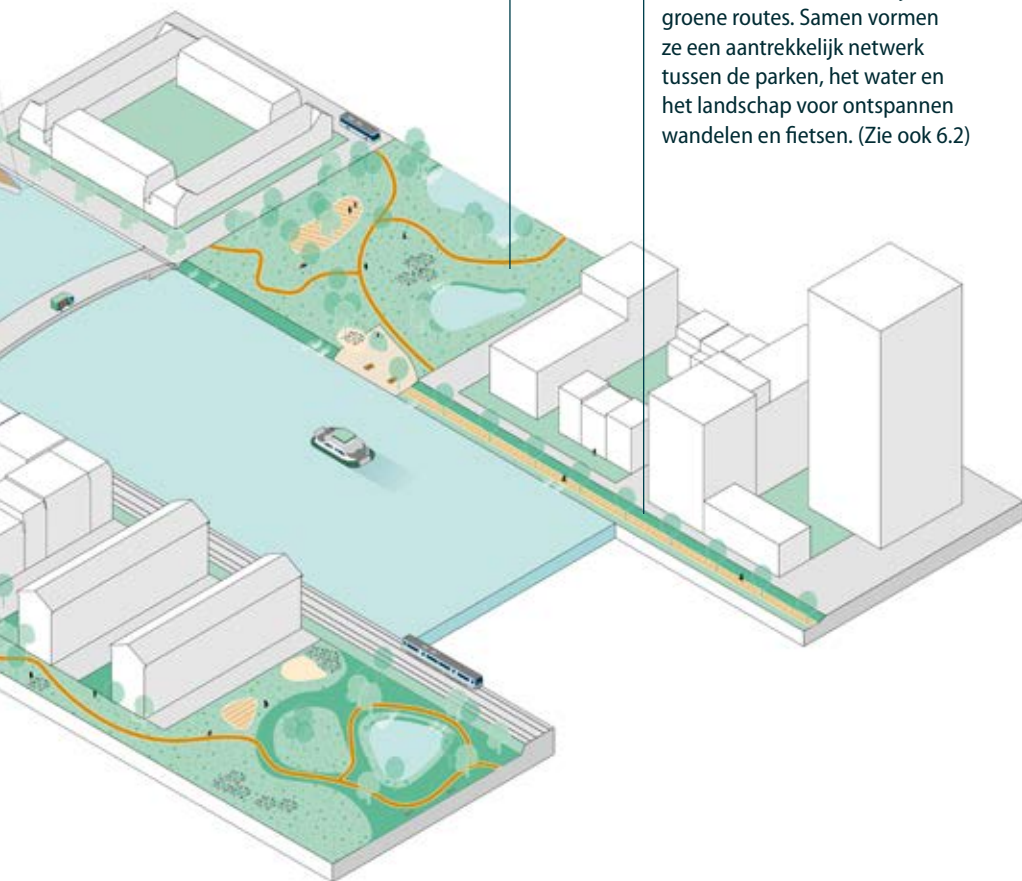 groene routes. Samen vormen
ze een aantrekkelijk netwerk
tussen de parken, het water en
het landschap voor ontspannen
wandelen en fietsen. (Zie ook 6.2)